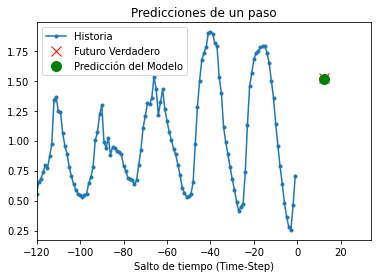 Predicciones de un paso
Historia
Futuro Verdadero
Predicción del Modelo
1.75
1.50
1.25
1.00
0.75
0.50
0.25
−120 −100 −80 −60 −40 −20 0 20
Salto de tiempo (Time-Step)